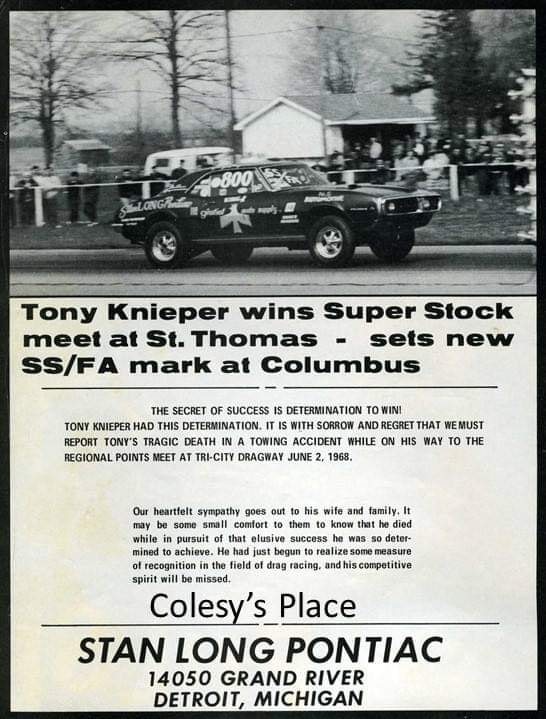 800
SS
FA
Stan LONG Pontiac
auto supply
AUTOMOTIVE
Tony Knieper wins Super Stock
meet at St. Thomas - sets new
SS/FA mark at Columbus
THE SECRET OF SUCCESS IS DETERMINATION TO WIN!
TONY KNIEPER HAD THIS DETERMINATION. IT IS WITH SORROW AND REGRET THAT WE MUST
REPORT TONY'S TRAGIC DEATH IN A TOWING ACCIDENT WHILE ON HIS WAY TO THE
REGIONAL POINTS MEET AT TRI-CITY DRAGWAY JUNE 2, 1968.
Our heartfelt sympathy goes out to his wife and family. It
may be some small comfort to them to know that he died
while in pursuit of that elusive success he was so deter-
mined to achieve. He had just begun to realize some measure
of recognition in the field of drag racing, and his competitive
spirit will be missed.
Colesy's Place
STAN LONG PONTIAC
14050 GRAND RIVER
DETROIT, MICHIGAN